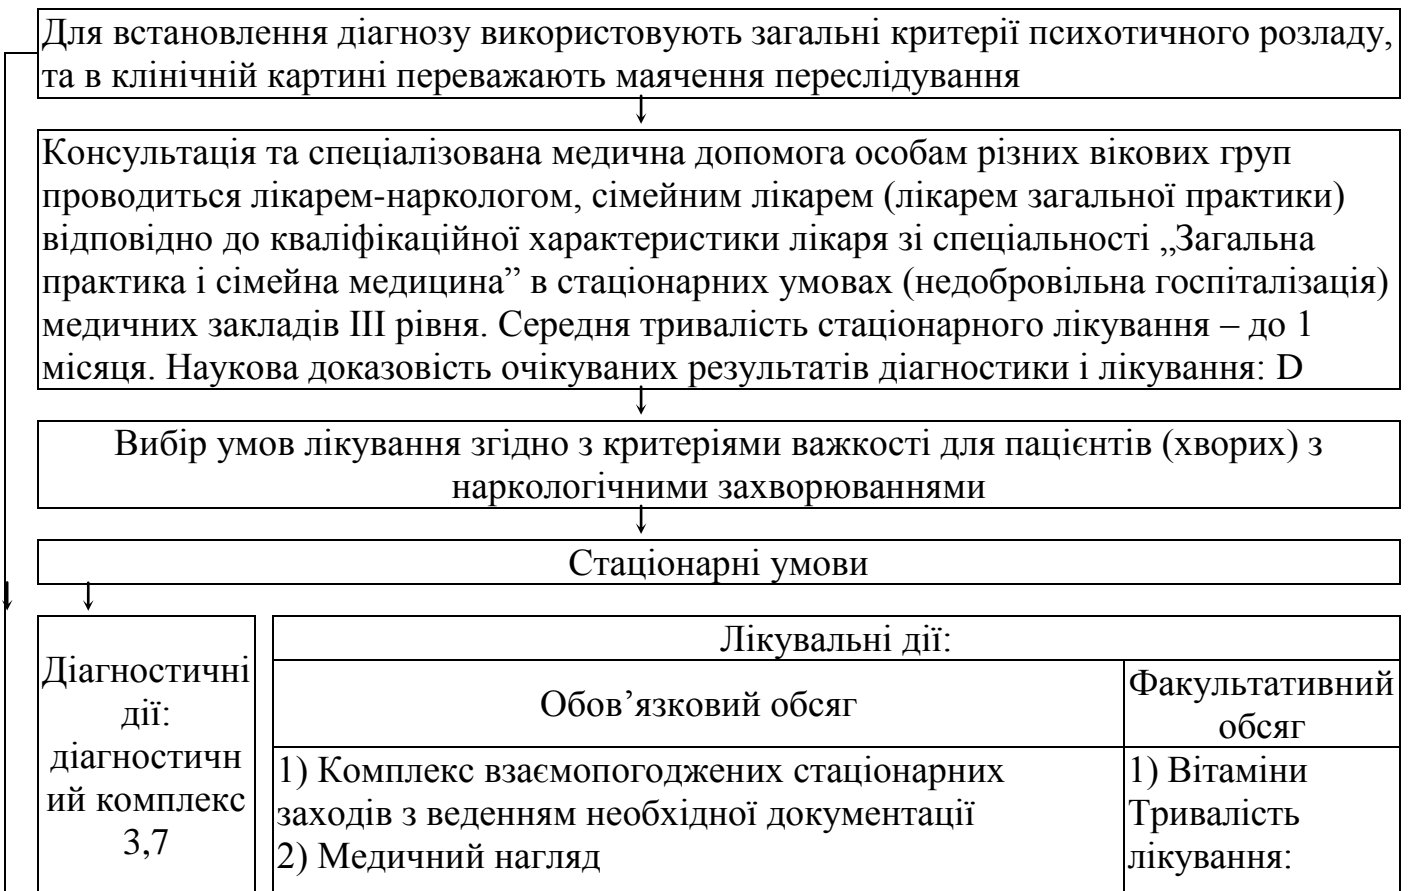 Для встановлення діагнозу використовують загальні критерії психотичного розладу,
та в клінічній картині переважають маячення переслідування
Консультація та спеціалізована медична допомога особам різних вікових груп
проводиться лікарем-наркологом, сімейним лікарем (лікарем загальної практики)
відповідно до кваліфікаційної характеристики лікаря зі спеціальності „Загальна
практика і сімейна медицина” в стаціонарних умовах (недобровільна госпіталізація)
медичних закладів III рівня. Середня тривалість стаціонарного лікування – до 1
місяця. Наукова доказовість очікуваних результатів діагностики і лікування: D
Вибір умов лікування згідно з критеріями важкості для пацієнтів (хворих) з
наркологічними захворюваннями
Стаціонарні умови
Діагностичні
дії:
діагностичн
ий комплекс
3,7
Лікувальні дії:
Обов’язковий обсяг
1) Комплекс взаємопогоджених стаціонарних
заходів з веденням необхідної документації
2) Медичний нагляд
Факультативний
обсяг
1) Вітаміни
Тривалість
лікування: